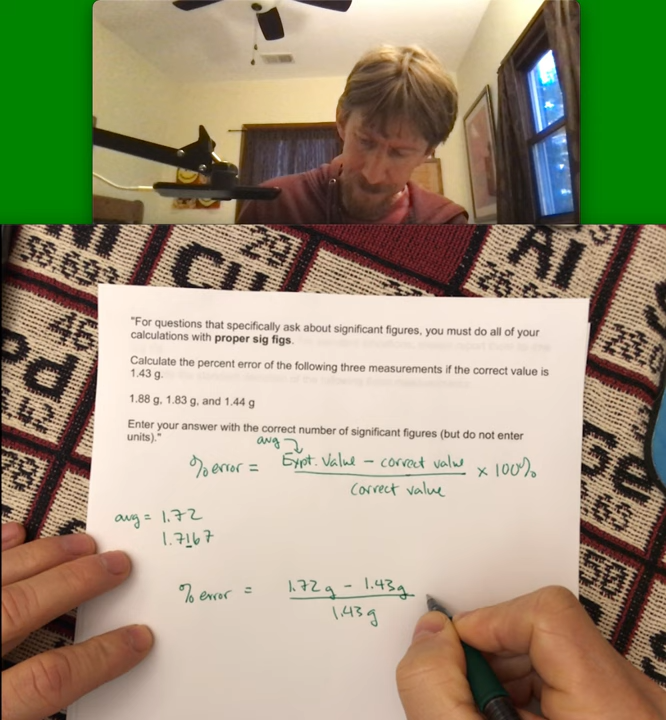 Cu
Al
46
"For questions that specifically ask about significant figures, you must do all of your
calculations with proper sig figs.
Calculate the percent error of the following three measurements if the correct value is
1.43 g.
1.88 g, 1.83 g, and 1.44 g
Enter your answer with the correct number of significant figures (but do not enter
units)."
avg
% error = Expt. Value - correct value × 100%
correct value
avg = 1.72
1.7167
% error = 1.72 g - 1.43 g
1.43 g